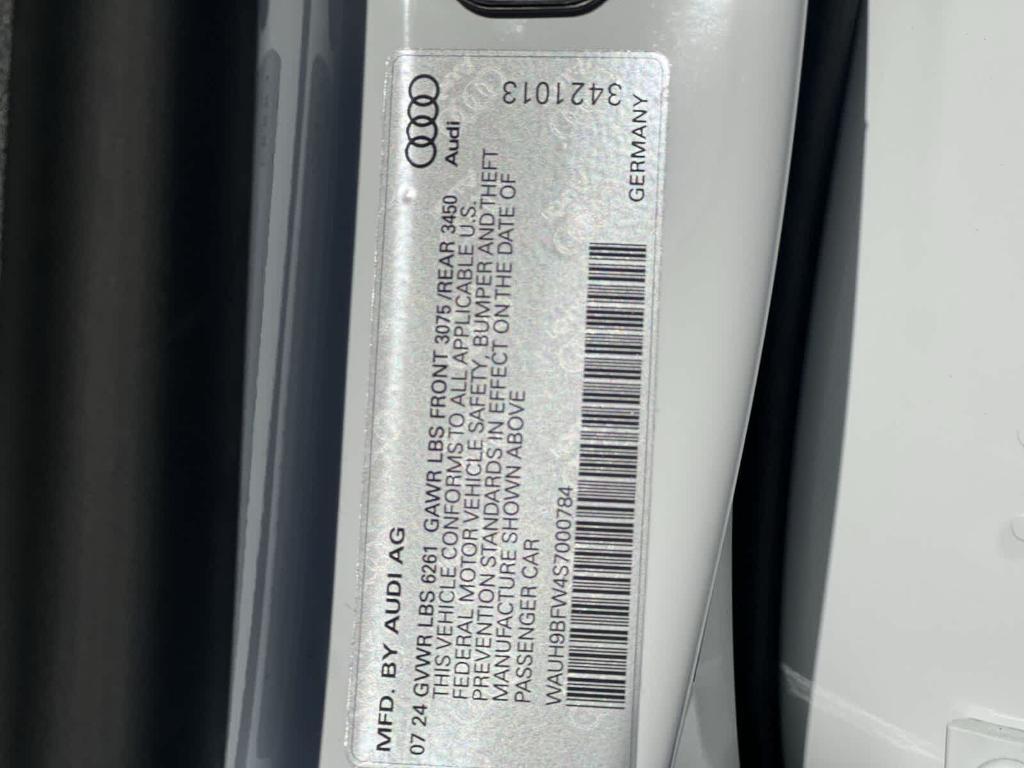 MFD. BY AUDI AG
Audi
07 24 GVWR LBS 6261 GAWR LBS FRONT 3075 /REAR 3450
THIS VEHICLE CONFORMS TO ALL APPLICABLE U.S.
FEDERAL MOTOR VEHICLE SAFETY, BUMPER AND THEFT
PREVENTION STANDARDS IN EFFECT ON THE DATE OF
MANUFACTURE SHOWN ABOVE
PASSENGER CAR
WAUH9BFW4S7000784
GERMANY
3421013